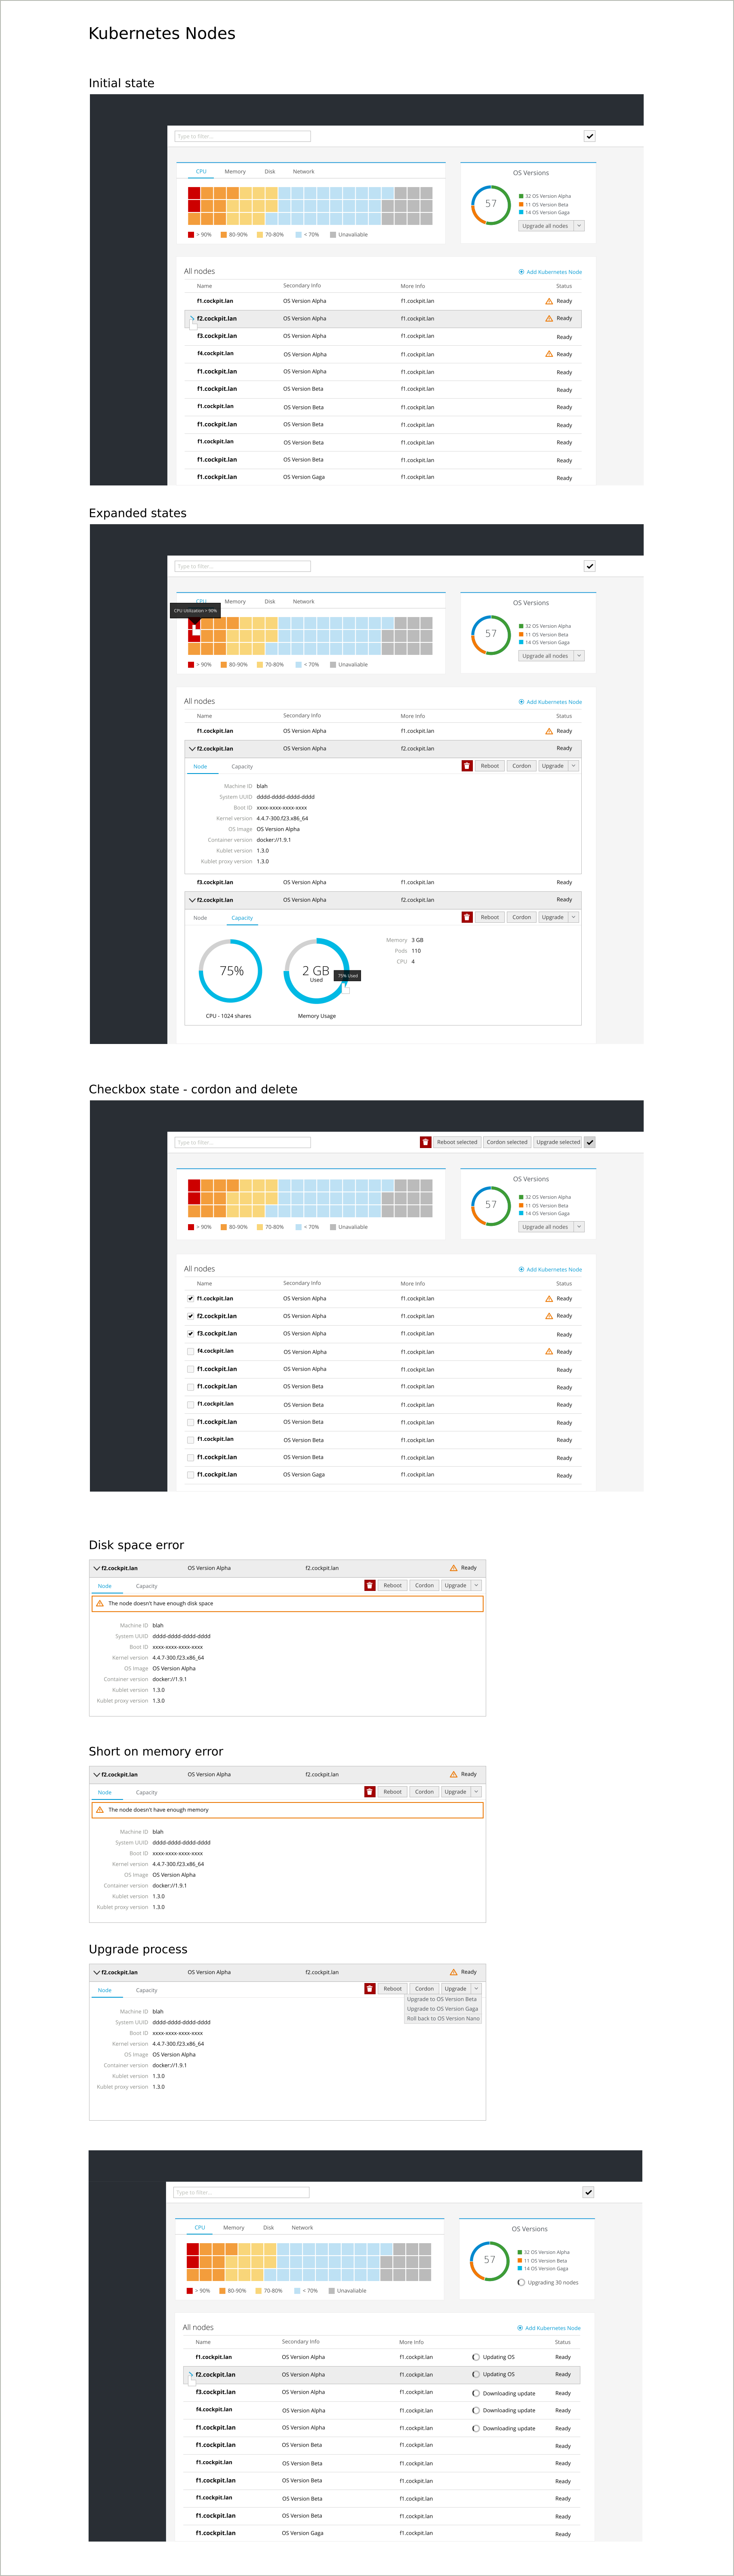 Kubernetes Nodes
Initial state
Type to filter...
CPU Memory Disk Network
> 90% 80-90% 70-80% < 70% Unavaliable
OS Versions
57
32 OS Version Alpha
11 OS Version Beta
14 OS Version Gaga
Upgrade all nodes
All nodes
Add Kubernetes Node
Name Secondary Info More Info Status
f1.cockpit.lan OS Version Alpha f1.cockpit.lan Ready
f2.cockpit.lan OS Version Alpha f1.cockpit.lan Ready
f3.cockpit.lan OS Version Alpha f1.cockpit.lan Ready
f4.cockpit.lan OS Version Alpha f1.cockpit.lan Ready
f1.cockpit.lan OS Version Alpha f1.cockpit.lan Ready
f1.cockpit.lan OS Version Beta f1.cockpit.lan Ready
f1.cockpit.lan OS Version Beta f1.cockpit.lan Ready
f1.cockpit.lan OS Version Beta f1.cockpit.lan Ready
f1.cockpit.lan OS Version Beta f1.cockpit.lan Ready
f1.cockpit.lan OS Version Beta f1.cockpit.lan Ready
f1.cockpit.lan OS Version Gaga f1.cockpit.lan Ready
Expanded states
Type to filter...
CPU Memory Disk Network
CPU Utilization > 90%
> 90% 80-90% 70-80% < 70% Unavaliable
OS Versions
57
32 OS Version Alpha
11 OS Version Beta
14 OS Version Gaga
Upgrade all nodes
All nodes
Add Kubernetes Node
Name Secondary Info More Info Status
f1.cockpit.lan OS Version Alpha f1.cockpit.lan Ready
f2.cockpit.lan OS Version Alpha f2.cockpit.lan Ready
Node Capacity Reboot Cordon Upgrade
Machine ID blah
System UUID dddd-dddd-dddd-dddd
Boot ID xxxx-xxxx-xxxx-xxxx
Kernel version 4.4.7-300.f23.x86_64
OS Image OS Version Alpha
Container version docker://1.9.1
Kublet version 1.3.0
Kublet proxy version 1.3.0
f3.cockpit.lan OS Version Alpha f1.cockpit.lan Ready
f2.cockpit.lan OS Version Alpha f2.cockpit.lan Ready
Node Capacity Reboot Cordon Upgrade
75%
CPU - 1024 shares
2 GB
Used
75% Used
Memory Usage
Memory 3 GB
Pods 110
CPU 4
Checkbox state - cordon and delete
Type to filter...
Reboot selected Cordon selected Upgrade selected
> 90% 80-90% 70-80% < 70% Unavaliable
OS Versions
57
32 OS Version Alpha
11 OS Version Beta
14 OS Version Gaga
Upgrade all nodes
All nodes
Add Kubernetes Node
Name Secondary Info More Info Status
f1.cockpit.lan OS Version Alpha f1.cockpit.lan Ready
f2.cockpit.lan OS Version Alpha f1.cockpit.lan Ready
f3.cockpit.lan OS Version Alpha f1.cockpit.lan Ready
f4.cockpit.lan OS Version Alpha f1.cockpit.lan Ready
f1.cockpit.lan OS Version Alpha f1.cockpit.lan Ready
f1.cockpit.lan OS Version Beta f1.cockpit.lan Ready
f1.cockpit.lan OS Version Beta f1.cockpit.lan Ready
f1.cockpit.lan OS Version Beta f1.cockpit.lan Ready
f1.cockpit.lan OS Version Beta f1.cockpit.lan Ready
f1.cockpit.lan OS Version Beta f1.cockpit.lan Ready
f1.cockpit.lan OS Version Gaga f1.cockpit.lan Ready
Disk space error
f2.cockpit.lan OS Version Alpha f2.cockpit.lan Ready
Node Capacity Reboot Cordon Upgrade
The node doesn't have enough disk space
Machine ID blah
System UUID dddd-dddd-dddd-dddd
Boot ID xxxx-xxxx-xxxx-xxxx
Kernel version 4.4.7-300.f23.x86_64
OS Image OS Version Alpha
Container version docker://1.9.1
Kublet version 1.3.0
Kublet proxy version 1.3.0
Short on memory error
f2.cockpit.lan OS Version Alpha f2.cockpit.lan Ready
Node Capacity Reboot Cordon Upgrade
The node doesn't have enough memory
Machine ID blah
System UUID dddd-dddd-dddd-dddd
Boot ID xxxx-xxxx-xxxx-xxxx
Kernel version 4.4.7-300.f23.x86_64
OS Image OS Version Alpha
Container version docker://1.9.1
Kublet version 1.3.0
Kublet proxy version 1.3.0
Upgrade process
f2.cockpit.lan OS Version Alpha f2.cockpit.lan Ready
Node Capacity Reboot Cordon Upgrade
Upgrade to OS Version Beta
Upgrade to OS Version Gaga
Roll back to OS Version Nano
Machine ID blah
System UUID dddd-dddd-dddd-dddd
Boot ID xxxx-xxxx-xxxx-xxxx
Kernel version 4.4.7-300.f23.x86_64
OS Image OS Version Alpha
Container version docker://1.9.1
Kublet version 1.3.0
Kublet proxy version 1.3.0
Type to filter...
CPU Memory Disk Network
> 90% 80-90% 70-80% < 70% Unavaliable
OS Versions
57
32 OS Version Alpha
11 OS Version Beta
14 OS Version Gaga
Upgrading 30 nodes
All nodes
Add Kubernetes Node
Name Secondary Info More Info Status
f1.cockpit.lan OS Version Alpha f1.cockpit.lan Updating OS Ready
f2.cockpit.lan OS Version Alpha f1.cockpit.lan Updating OS Ready
f3.cockpit.lan OS Version Alpha f1.cockpit.lan Downloading update Ready
f4.cockpit.lan OS Version Alpha f1.cockpit.lan Downloading update Ready
f1.cockpit.lan OS Version Alpha f1.cockpit.lan Downloading update Ready
f1.cockpit.lan OS Version Beta f1.cockpit.lan Ready
f1.cockpit.lan OS Version Beta f1.cockpit.lan Ready
f1.cockpit.lan OS Version Beta f1.cockpit.lan Ready
f1.cockpit.lan OS Version Beta f1.cockpit.lan Ready
f1.cockpit.lan OS Version Beta f1.cockpit.lan Ready
f1.cockpit.lan OS Version Gaga f1.cockpit.lan Ready